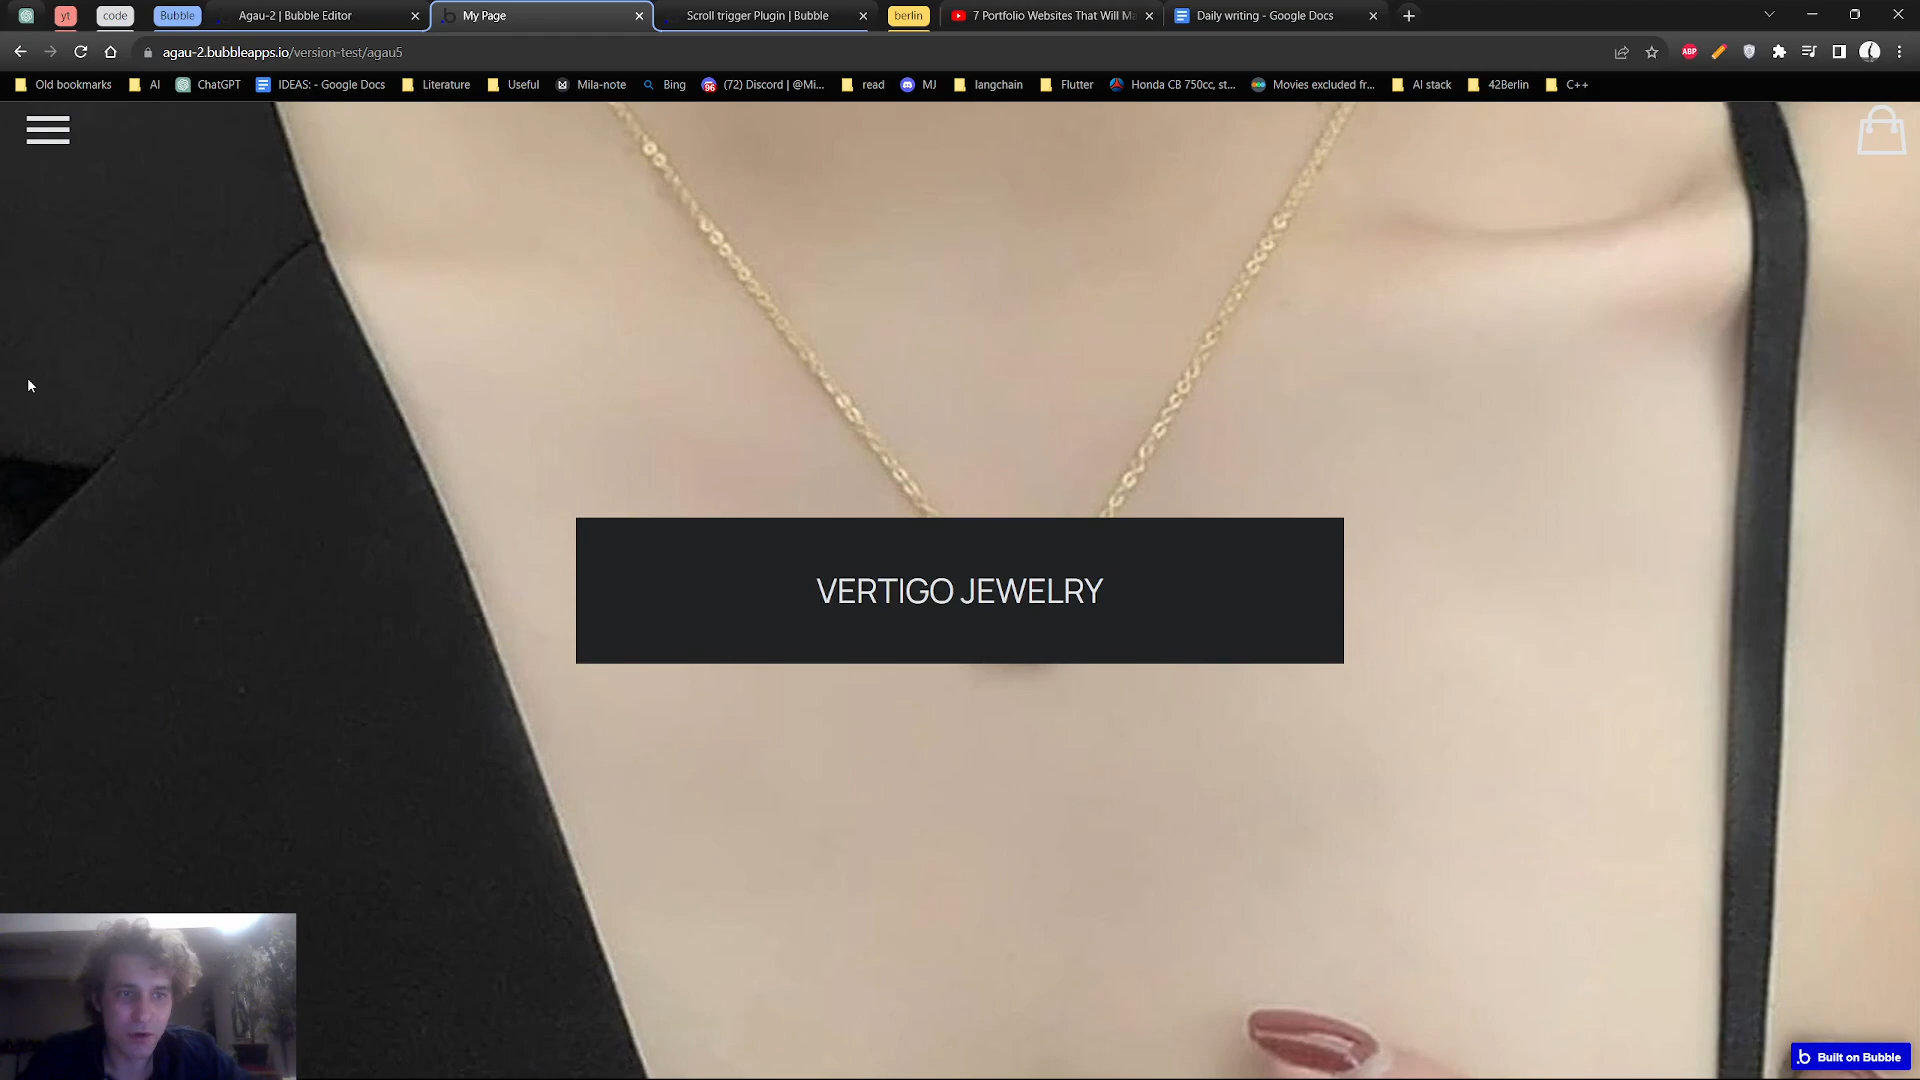 yt
code
Bubble
Agau-2 | Bubble Editor
My Page
Scroll trigger Plugin | Bubble
berlin
7 Portfolio Websites That Will M
Daily writing - Google Docs
agau-2.bubbleapps.io/version-test/agau5
ABP
Old bookmarks
AI
ChatGPT
IDEAS: - Google Docs
Literature
Useful
Mila-note
Bing
96
(72) Discord | @Mi...
read
MJ
langchain
Flutter
Honda CB 750cc, st...
Movies excluded fr...
AI stack
42Berlin
C++
VERTIGO JEWELRY
b Built on Bubble